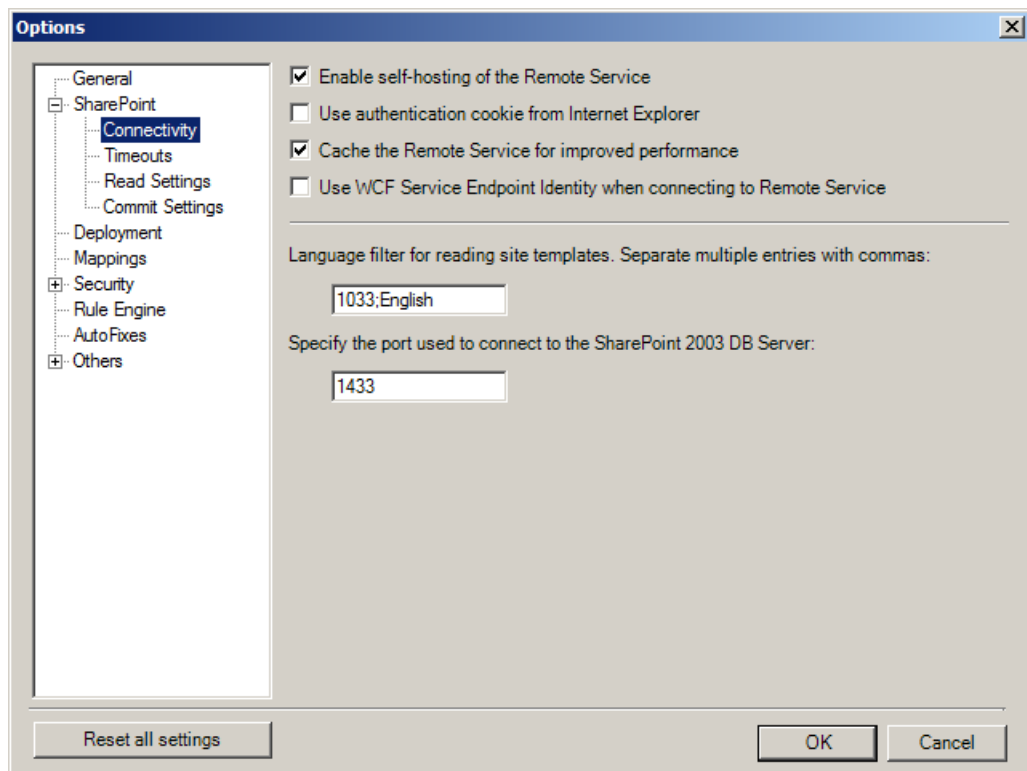 Options
General
SharePoint
Connectivity
Timeouts
Read Settings
Commit Settings
Deployment
Mappings
Security
Rule Engine
AutoFixes
Others
Enable self-hosting of the Remote Service
Use authentication cookie from Internet Explorer
Cache the Remote Service for improved performance
Use WCF Service Endpoint Identity when connecting to Remote Service
Language filter for reading site templates. Separate multiple entries with commas:
1033;English
Specify the port used to connect to the SharePoint 2003 DB Server:
1433
Reset all settings
OK
Cancel